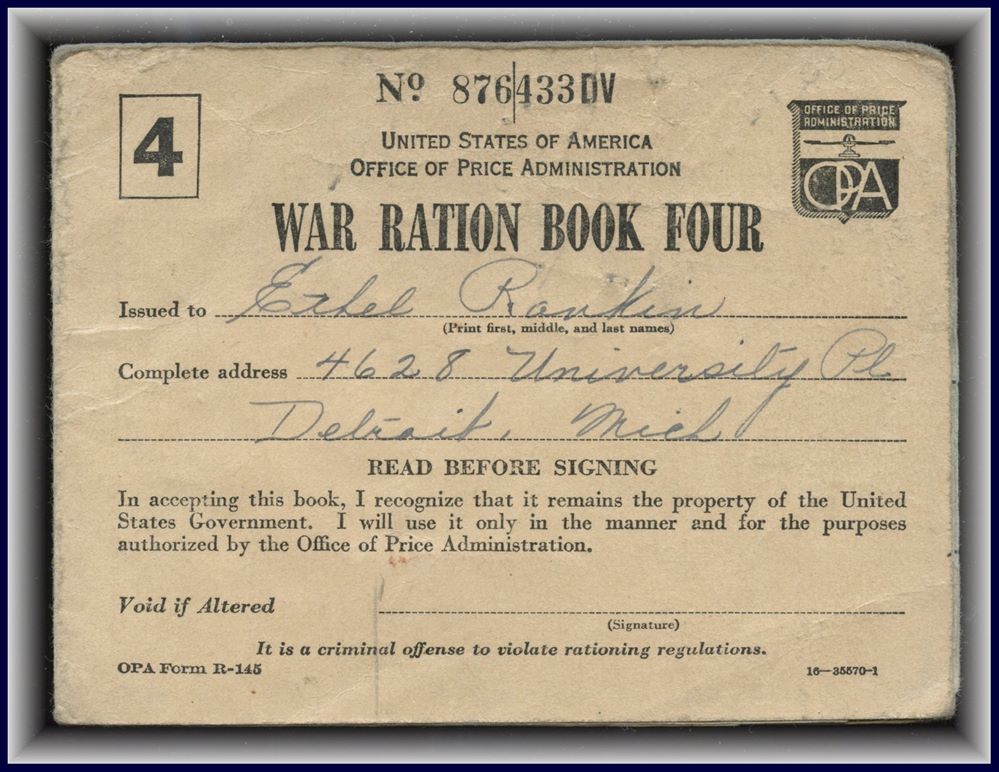 Nº 876433DV
4
OFFICE OF PRICE
ADMINISTRATION
OPA
UNITED STATES OF AMERICA
OFFICE OF PRICE ADMINISTRATION
WAR RATION BOOK FOUR
Issued to Ethel Rankin
(Print first, middle, and last names)
Complete address 4628 University Pl
Detroit, Mich
READ BEFORE SIGNING
In accepting this book, I recognize that it remains the property of the United
States Government. I will use it only in the manner and for the purposes
authorized by the Office of Price Administration.
Void if Altered
(Signature)
It is a criminal offense to violate rationing regulations.
OPA Form R-145
16—35570-1